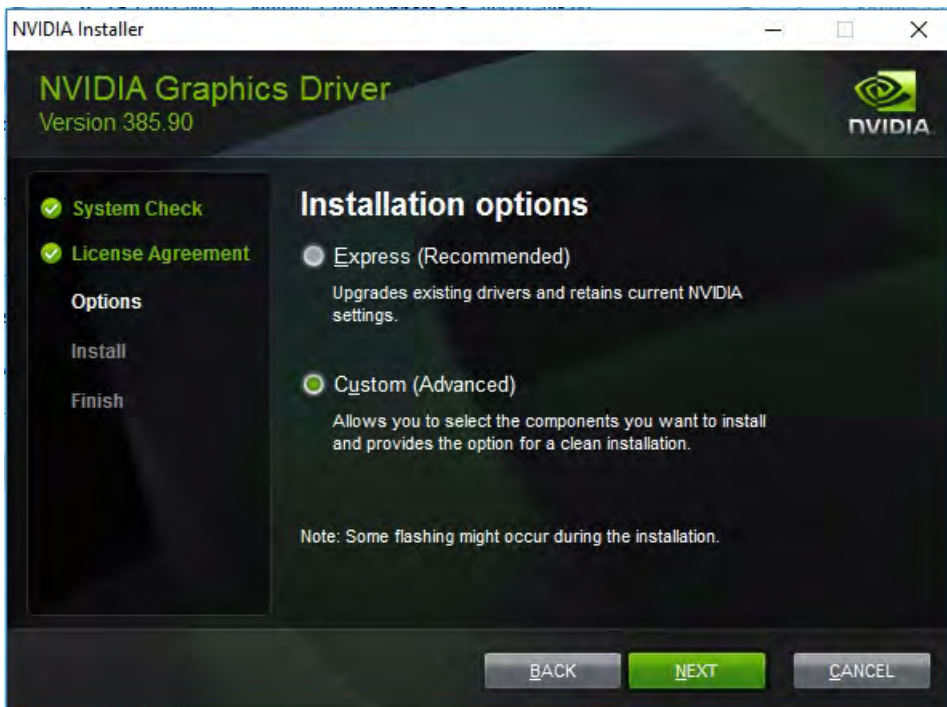 NVIDIA Installer
NVIDIA Graphics Driver
Version 385.90
NVIDIA
System Check
License Agreement
Options
Install
Finish
Installation options
Express (Recommended)
Upgrades existing drivers and retains current NVIDIA
settings.
Custom (Advanced)
Allows you to select the components you want to install
and provides the option for a clean installation.
Note: Some flashing might occur during the installation.
BACK
NEXT
CANCEL